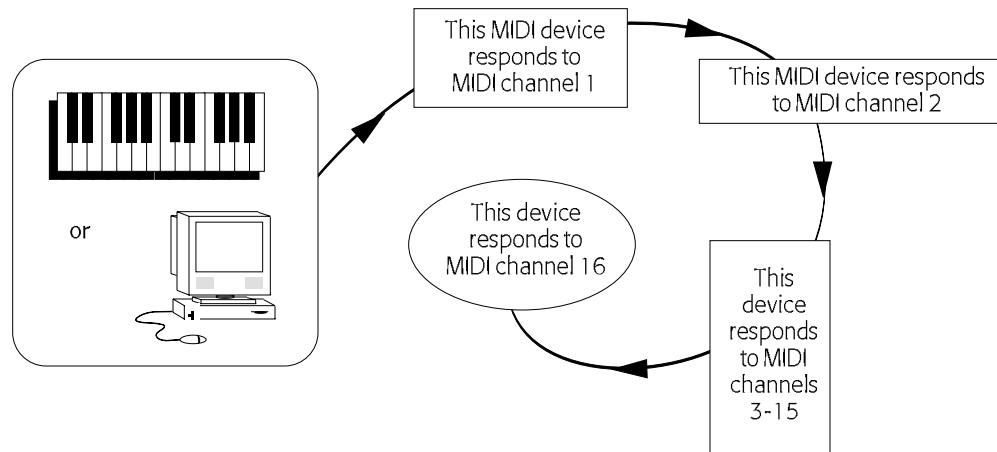 This MIDI device
responds to
MIDI channel 1
This MIDI device responds
to MIDI channel 2
or
This device
responds to
MIDI channel 16
This
device
responds
to MIDI
channels
3-15